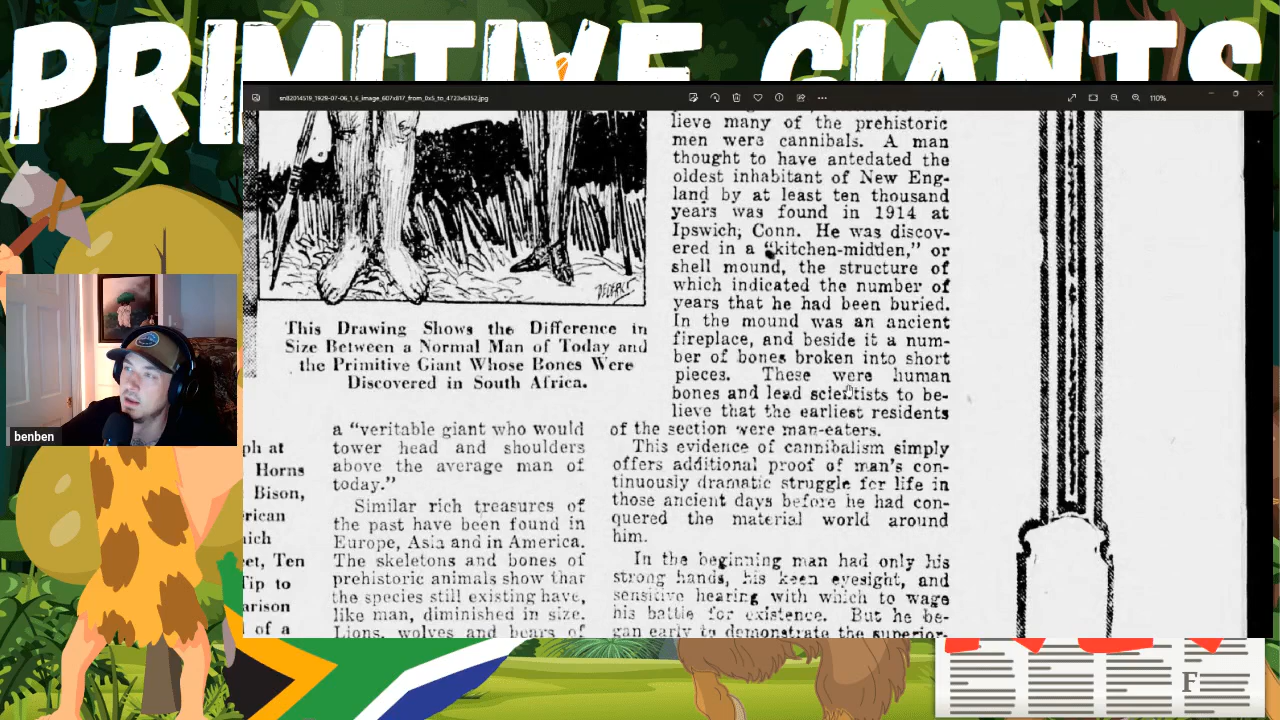 PRIMITIVE GIANTS
110%
lieve many of the prehistoric
men were cannibals. A man
thought to have antedated the
oldest inhabitant of New Eng-
land by at least ten thousand
years was found in 1914 at
Ipswich, Conn. He was discov-
ered in a "kitchen-midden," or
shell mound, the structure of
which indicated the number of
years that he had been buried.
In the mound was an ancient
fireplace, and beside it a num-
ber of bones broken into short
pieces. These were human
bones and lead scientists to be-
lieve that the earliest residents
of the section were man-eaters.
This evidence of cannibalism simply
offers additional proof of man's con-
tinuously dramatic struggle for life in
those ancient days before he had con-
quered the material world around
him.
In the beginning man had only his
strong hands, his keen eyesight, and
sensitive hearing with which to wage
his battle for existence. But he be-
gan early to demonstrate the superior-
This Drawing Shows the Difference in
Size Between a Normal Man of Today and
the Primitive Giant Whose Bones Were
Discovered in South Africa.
a "veritable giant who would
tower head and shoulders
above the average man of
today."
Similar rich treasures of
the past have been found in
Europe, Asia and in America.
The skeletons and bones of
prehistoric animals show that
the species still existing have,
like man, diminished in size.
Lions, wolves and bears of
ph at
Horns
Bison,
rican
ich
et, Ten
Tip to
arison
of a
benben
F